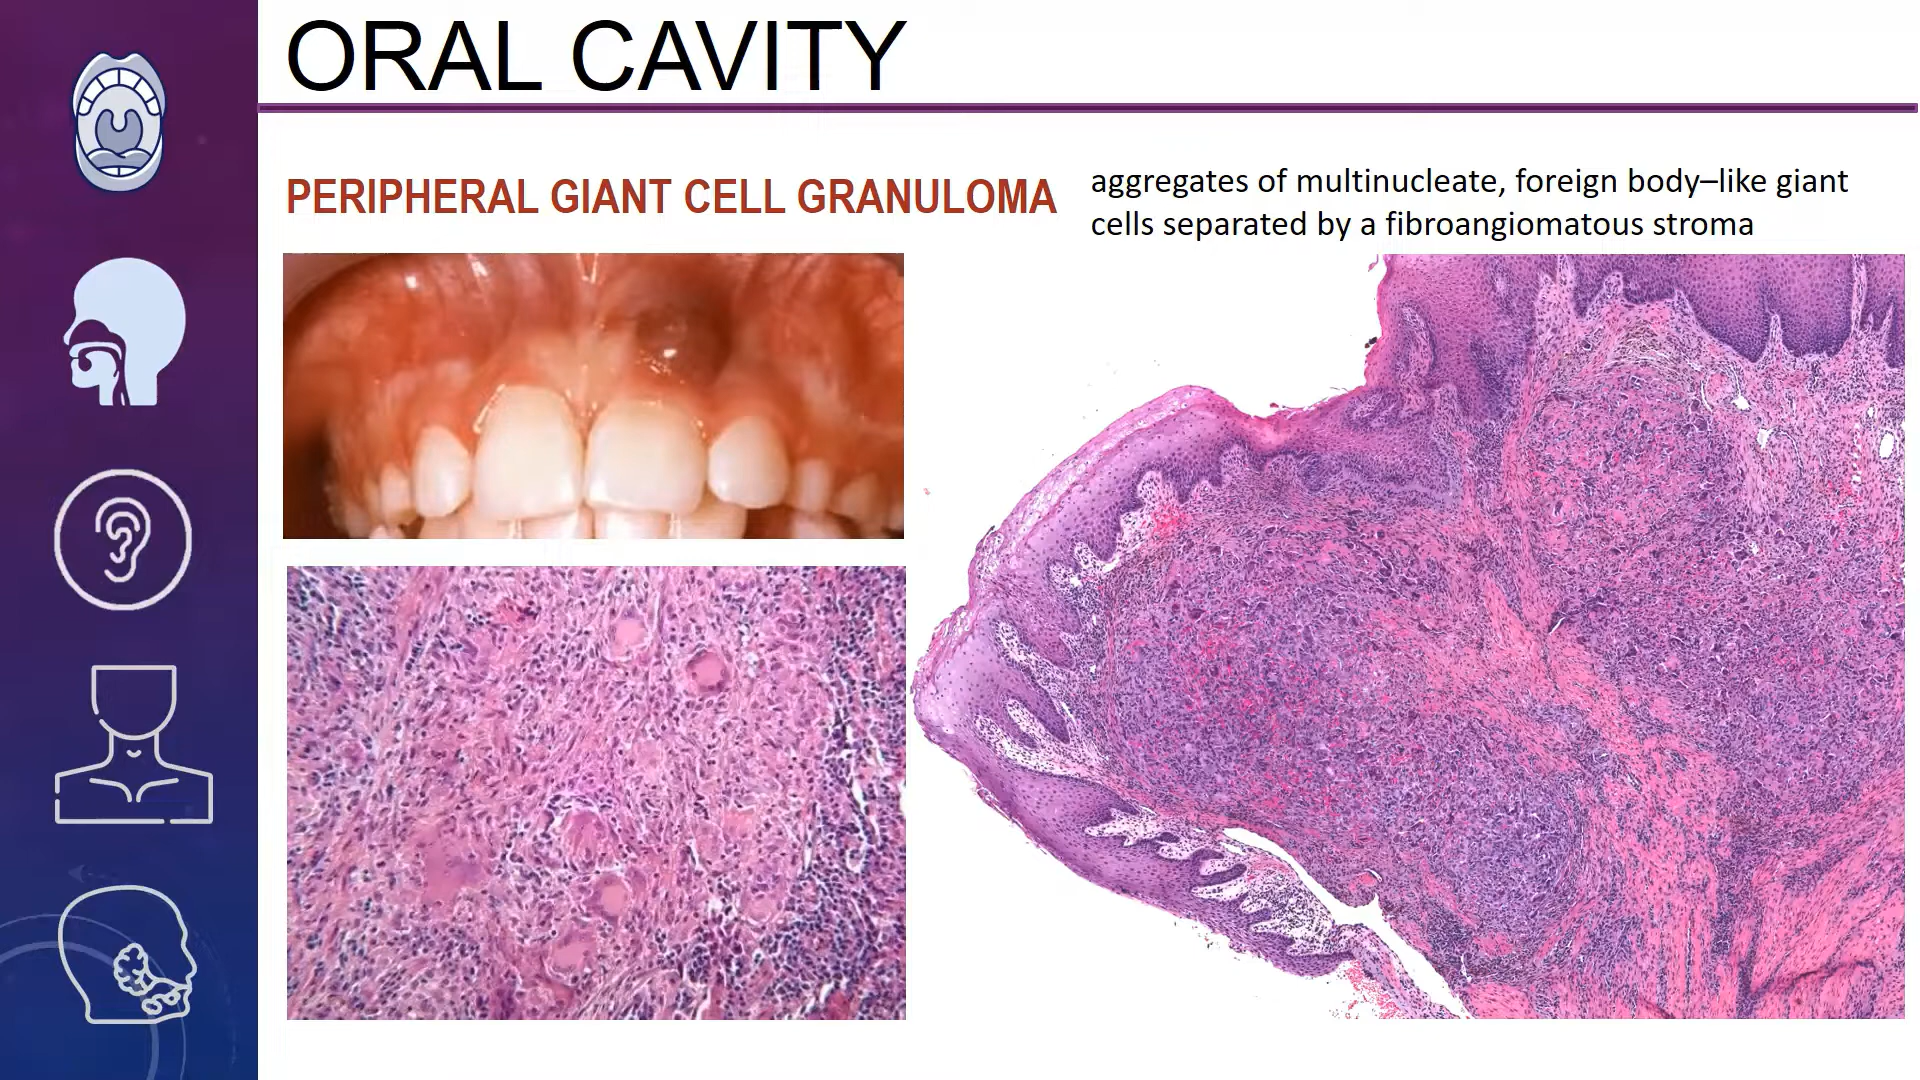 ORAL CAVITY
PERIPHERAL GIANT CELL GRANULOMA
aggregates of multinucleate, foreign body–like giant
cells separated by a fibroangiomatous stroma